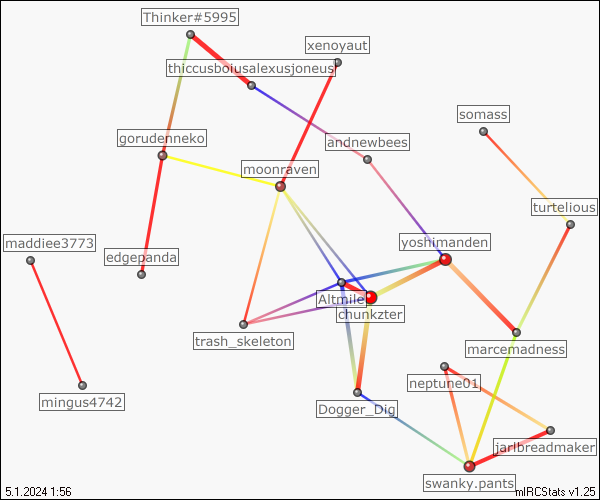 Thinker#5995
xenoyaut
thiccusboiusalexusjoneus
somass
gorudenneko
andnewbees
moonraven
turtelious
maddiee3773
yoshimanden
edgepanda
Altmile
chunkzter
trash_skeleton
marcemadness
neptune01
mingus4742
Dogger_Dig
jarlbreadmaker
swanky.pants
5.1.2024 1:56
mIRCStats v1.25